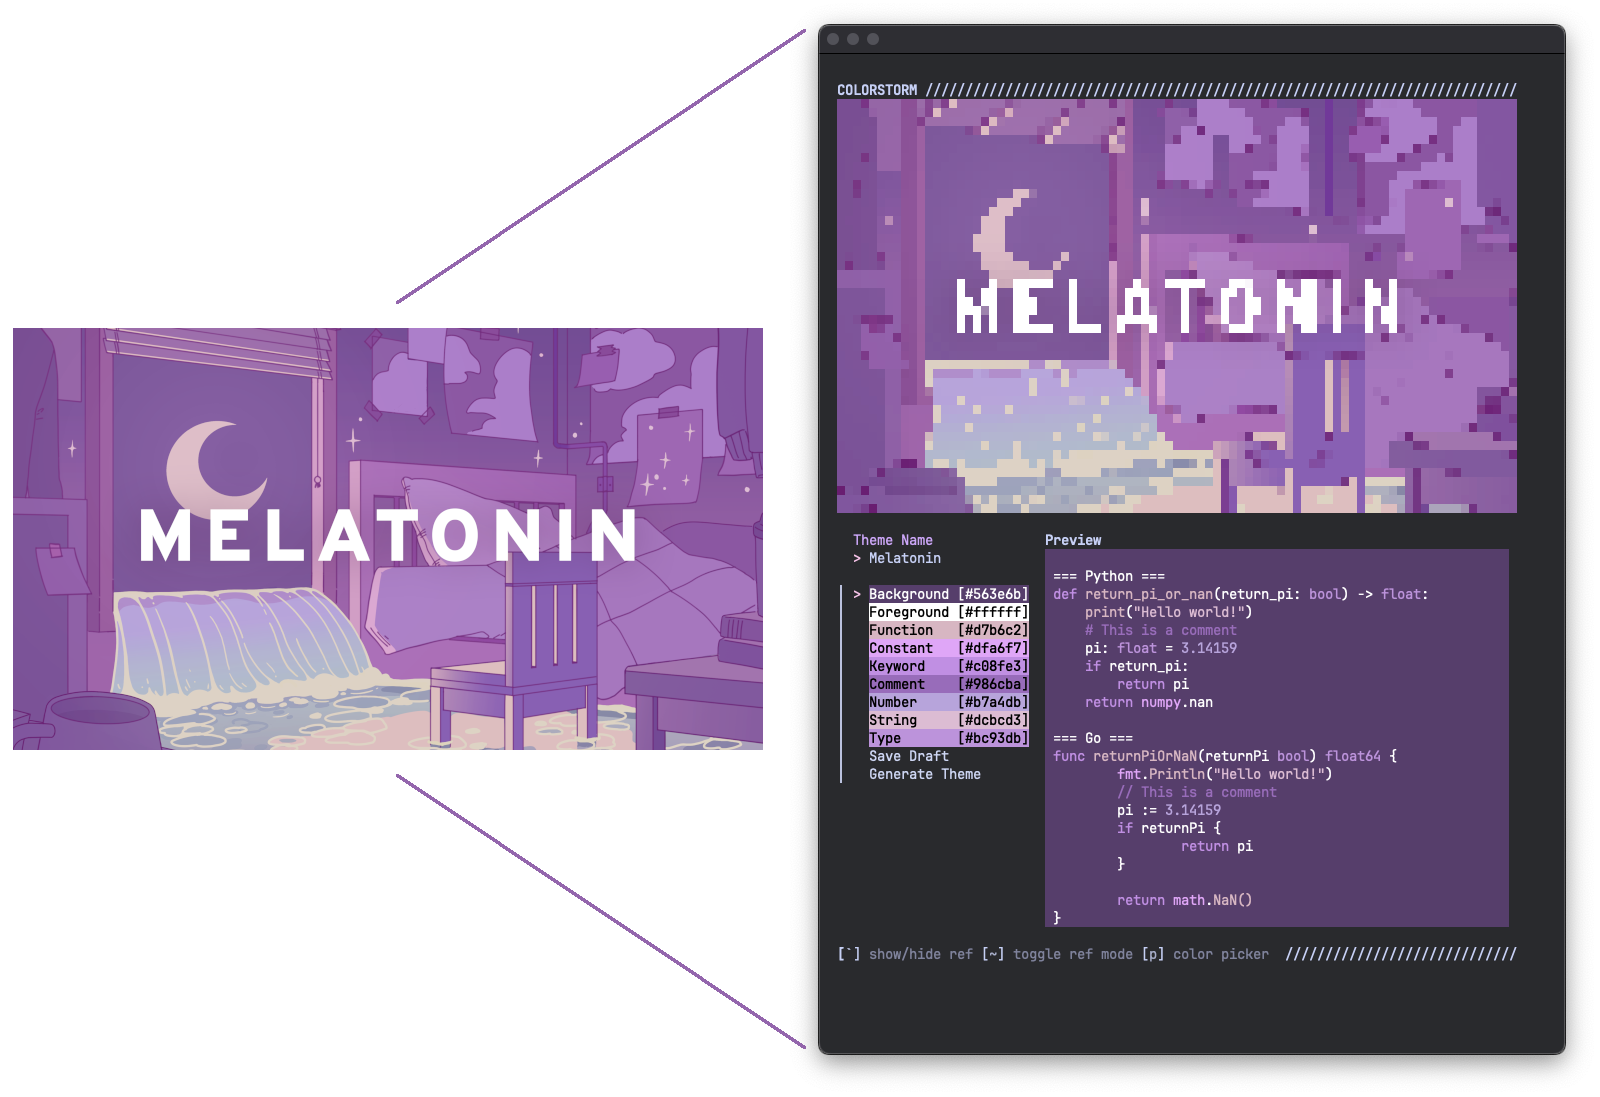 MELATONIN
COLORSTORM //////////////////////////////////////////////////////////////////////////
MELATONIN
Theme Name
> Melatonin
> Background [#563e6b]
Foreground [#ffffff]
Function [#d7b6c2]
Constant [#dfa6f7]
Keyword [#c08fe3]
Comment [#986cba]
Number [#b7a4db]
String [#dcbcd3]
Type [#bc93db]
Save Draft
Generate Theme
Preview
=== Python ===
def return_pi_or_nan(return_pi: bool) -> float:
    print("Hello world!")
    # This is a comment
    pi: float = 3.14159
    if return_pi:
        return pi
    return numpy.nan
=== Go ===
func returnPiOrNaN(returnPi bool) float64 {
        fmt.Println("Hello world!")
        // This is a comment
        pi := 3.14159
        if returnPi {
                return pi
        }
        return math.NaN()
}
[`] show/hide ref [~] toggle ref mode [p] color picker /////////////////////////////